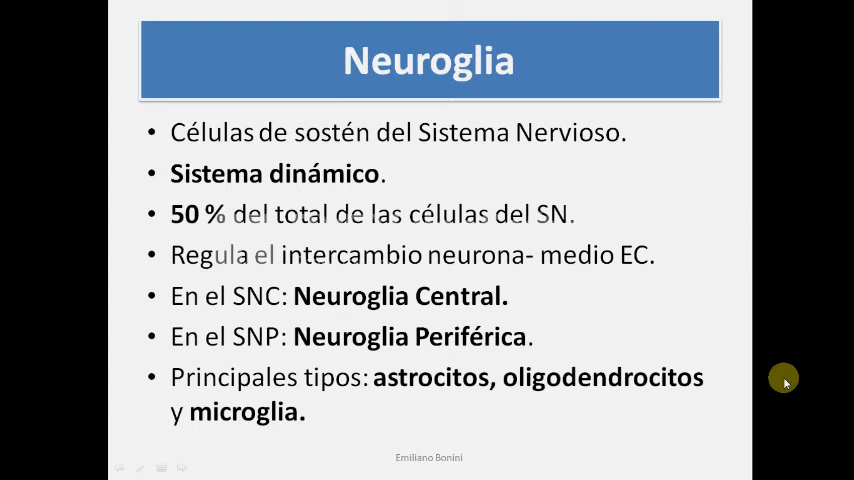 Neuroglia
• Células de sostén del Sistema Nervioso.
• Sistema dinámico.
• 50 % del total de las células del SN.
• Regula el intercambio neurona- medio EC.
• En el SNC: Neuroglia Central.
• En el SNP: Neuroglia Periférica.
• Principales tipos: astrocitos, oligodendrocitos
y microglia.
Emiliano Bonini